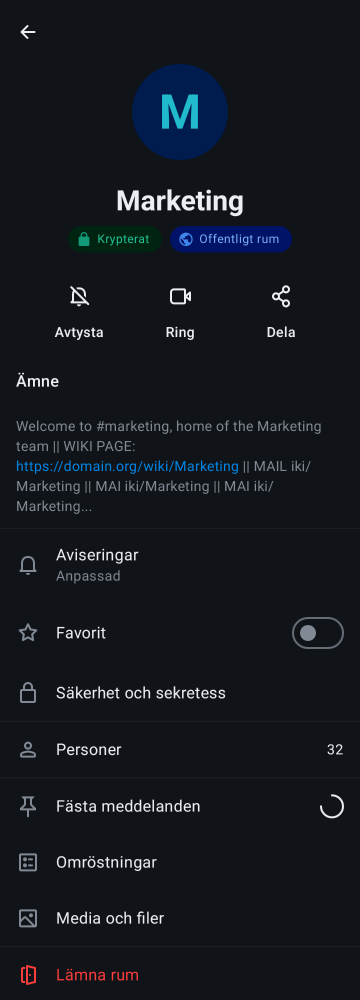 M
Marketing
Krypterat
Offentligt rum
Avtysta
Ring
Dela
Ämne
Welcome to #marketing, home of the Marketing
team || WIKI PAGE:
https://domain.org/wiki/Marketing || MAIL iki/
Marketing || MAI iki/Marketing || MAI iki/
Marketing...
Aviseringar
Anpassad
Favorit
Säkerhet och sekretess
Personer 32
Fästa meddelanden
Omröstningar
Media och filer
Lämna rum